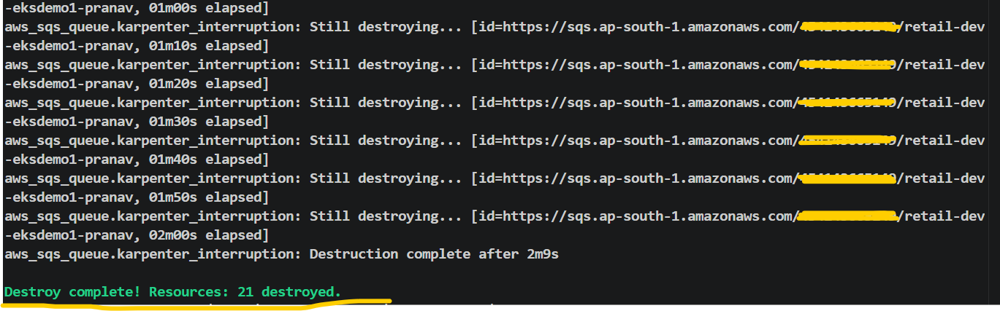 -eksdemo1-pranav, 01m00s elapsed]
aws_sqs_queue.karpenter_interruption: Still destroying... [id=https://sqs.ap-south-1.amazonaws.com/ /retail-dev
-eksdemo1-pranav, 01m10s elapsed]
aws_sqs_queue.karpenter_interruption: Still destroying... [id=https://sqs.ap-south-1.amazonaws.com/ /retail-dev
-eksdemo1-pranav, 01m20s elapsed]
aws_sqs_queue.karpenter_interruption: Still destroying... [id=https://sqs.ap-south-1.amazonaws.com/ /retail-dev
-eksdemo1-pranav, 01m30s elapsed]
aws_sqs_queue.karpenter_interruption: Still destroying... [id=https://sqs.ap-south-1.amazonaws.com/ /retail-dev
-eksdemo1-pranav, 01m40s elapsed]
aws_sqs_queue.karpenter_interruption: Still destroying... [id=https://sqs.ap-south-1.amazonaws.com/ /retail-dev
-eksdemo1-pranav, 01m50s elapsed]
aws_sqs_queue.karpenter_interruption: Still destroying... [id=https://sqs.ap-south-1.amazonaws.com/ /retail-dev
-eksdemo1-pranav, 02m00s elapsed]
aws_sqs_queue.karpenter_interruption: Destruction complete after 2m9s
Destroy complete! Resources: 21 destroyed.